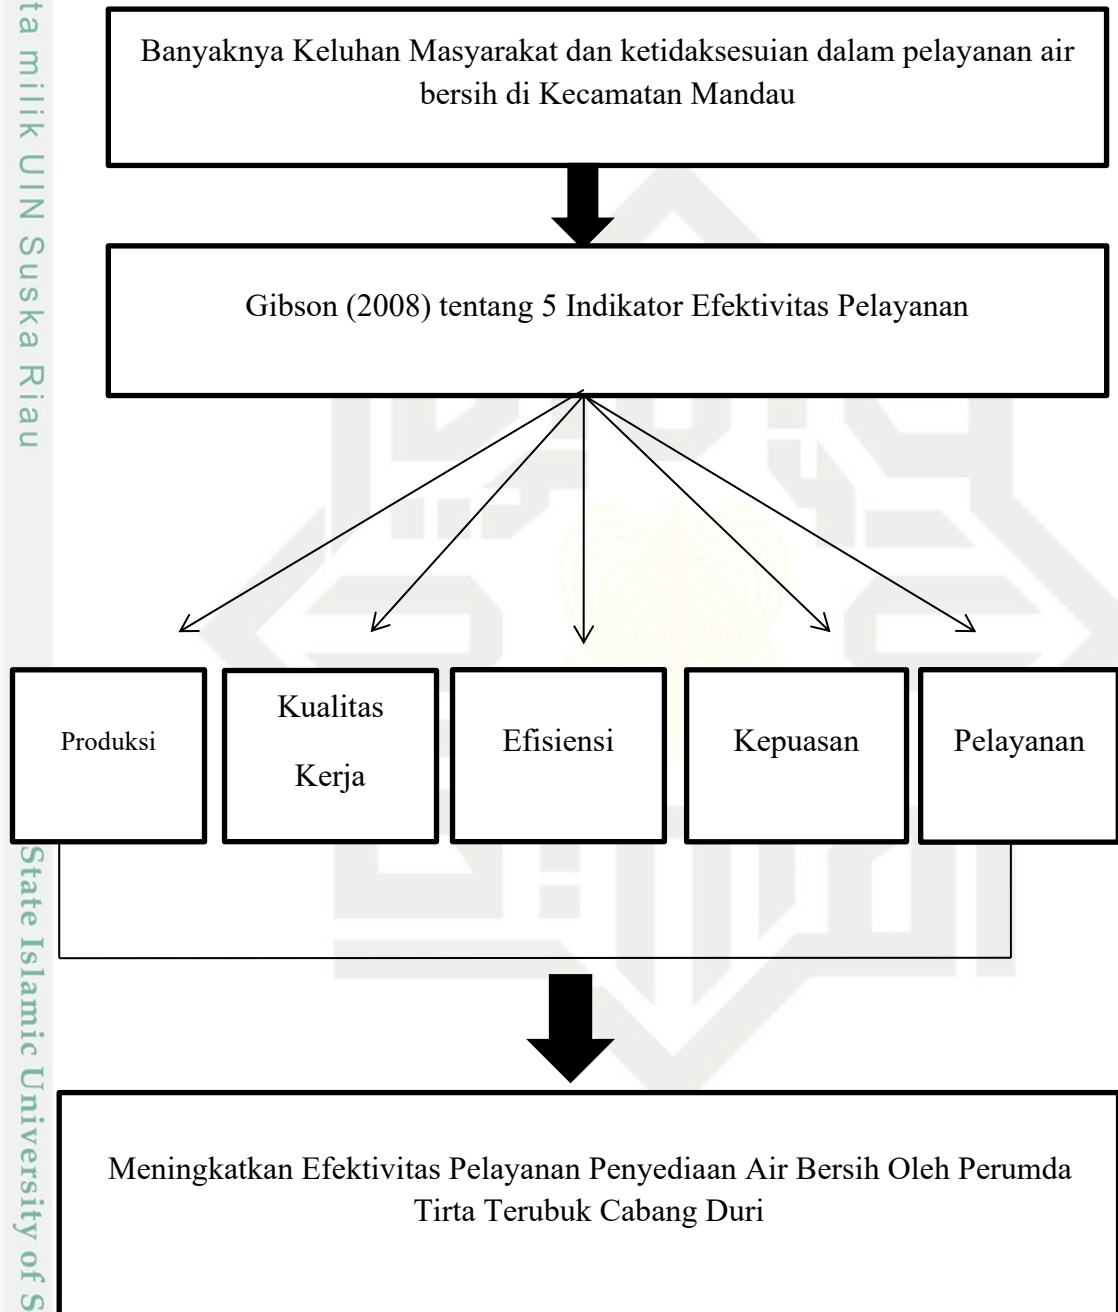 Banyaknya Keluhan Masyarakat dan ketidaksesuian dalam pelayanan air
bersih di Kecamatan Mandau
Gibson (2008) tentang 5 Indikator Efektivitas Pelayanan
Produksi
Kualitas
Kerja
Efisiensi
Kepuasan
Pelayanan
Meningkatkan Efektivitas Pelayanan Penyediaan Air Bersih Oleh Perumda
Tirta Terubuk Cabang Duri
ta milik UIN Suska Riau
State Islamic University of S